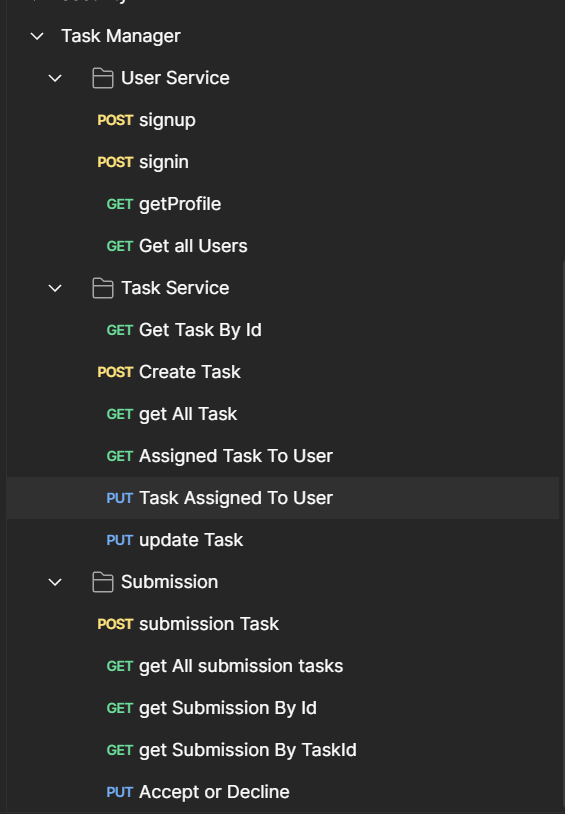 Task Manager
User Service
POST signup
POST signin
GET getProfile
GET Get all Users
Task Service
GET Get Task By Id
POST Create Task
GET get All Task
GET Assigned Task To User
PUT Task Assigned To User
PUT update Task
Submission
POST submission Task
GET get All submission tasks
GET get Submission By Id
GET get Submission By TaskId
PUT Accept or Decline